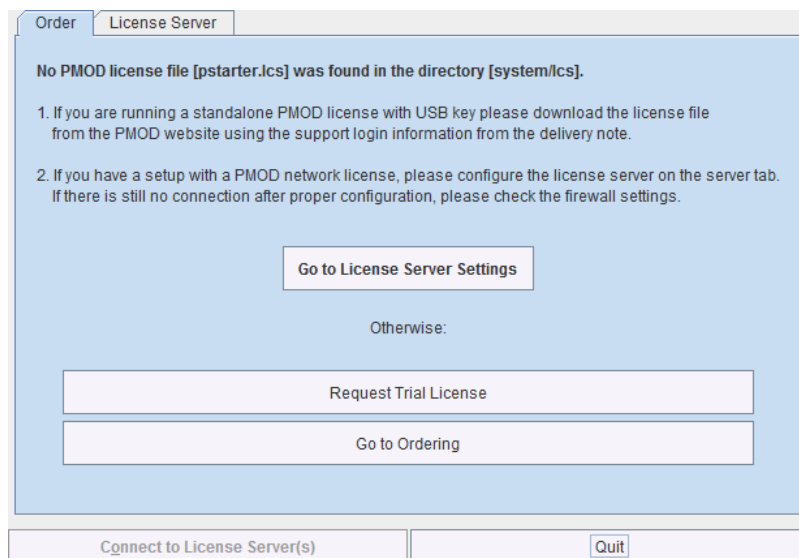 Order
License Server
No PMOD license file [pstarter.lcs] was found in the directory [system/lcs].
1. If you are running a standalone PMOD license with USB key please download the license file
from the PMOD website using the support login information from the delivery note.
2. If you have a setup with a PMOD network license, please configure the license server on the server tab.
If there is still no connection after proper configuration, please check the firewall settings.
Go to License Server Settings
Otherwise:
Request Trial License
Go to Ordering
Connect to License Server(s)
Quit